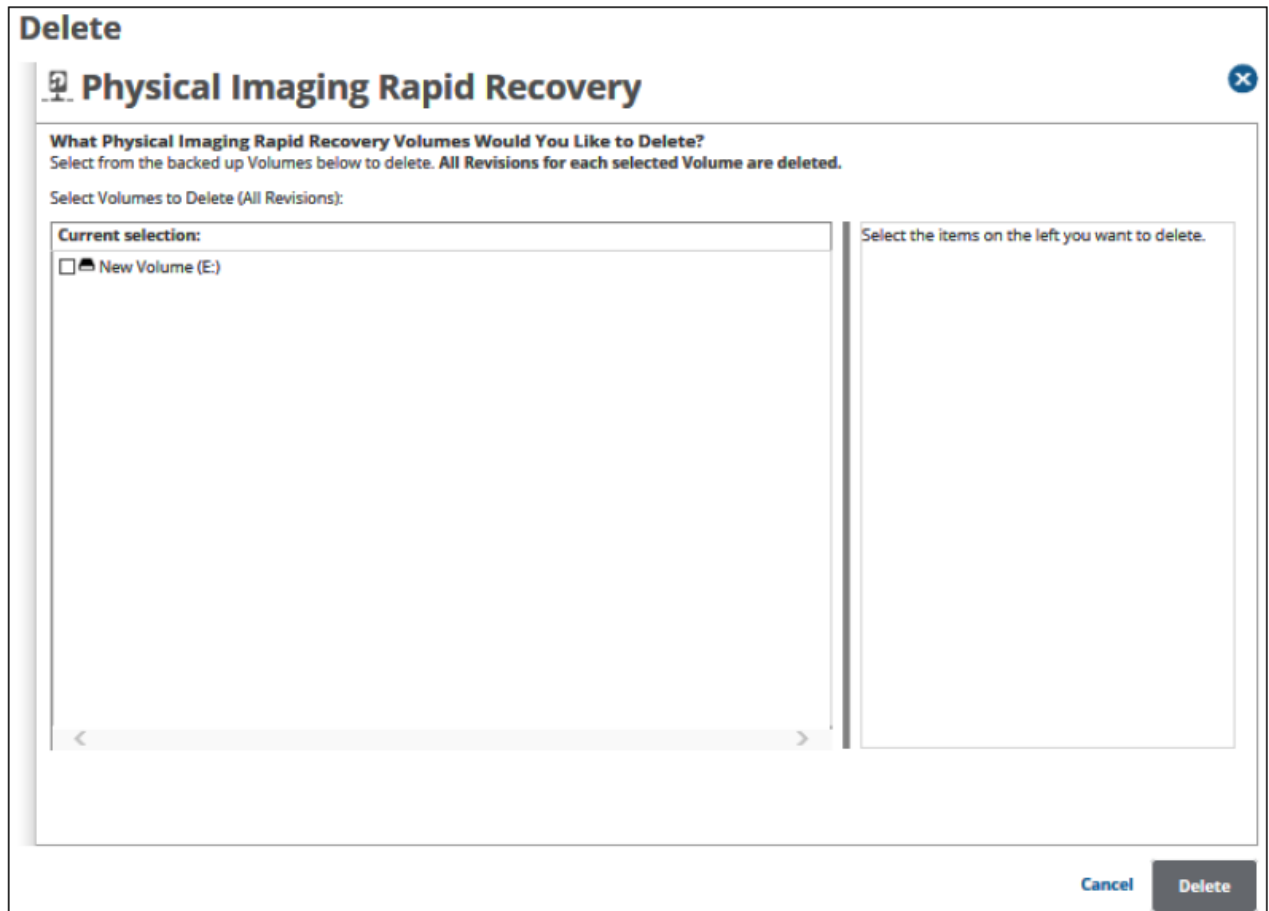 Delete
Physical Imaging Rapid Recovery
What Physical Imaging Rapid Recovery Volumes Would You Like to Delete?
Select from the backed up Volumes below to delete. All Revisions for each selected Volume are deleted.
Select Volumes to Delete (All Revisions):
Current selection:
Select the items on the left you want to delete.
New Volume (E:)
Cancel
Delete